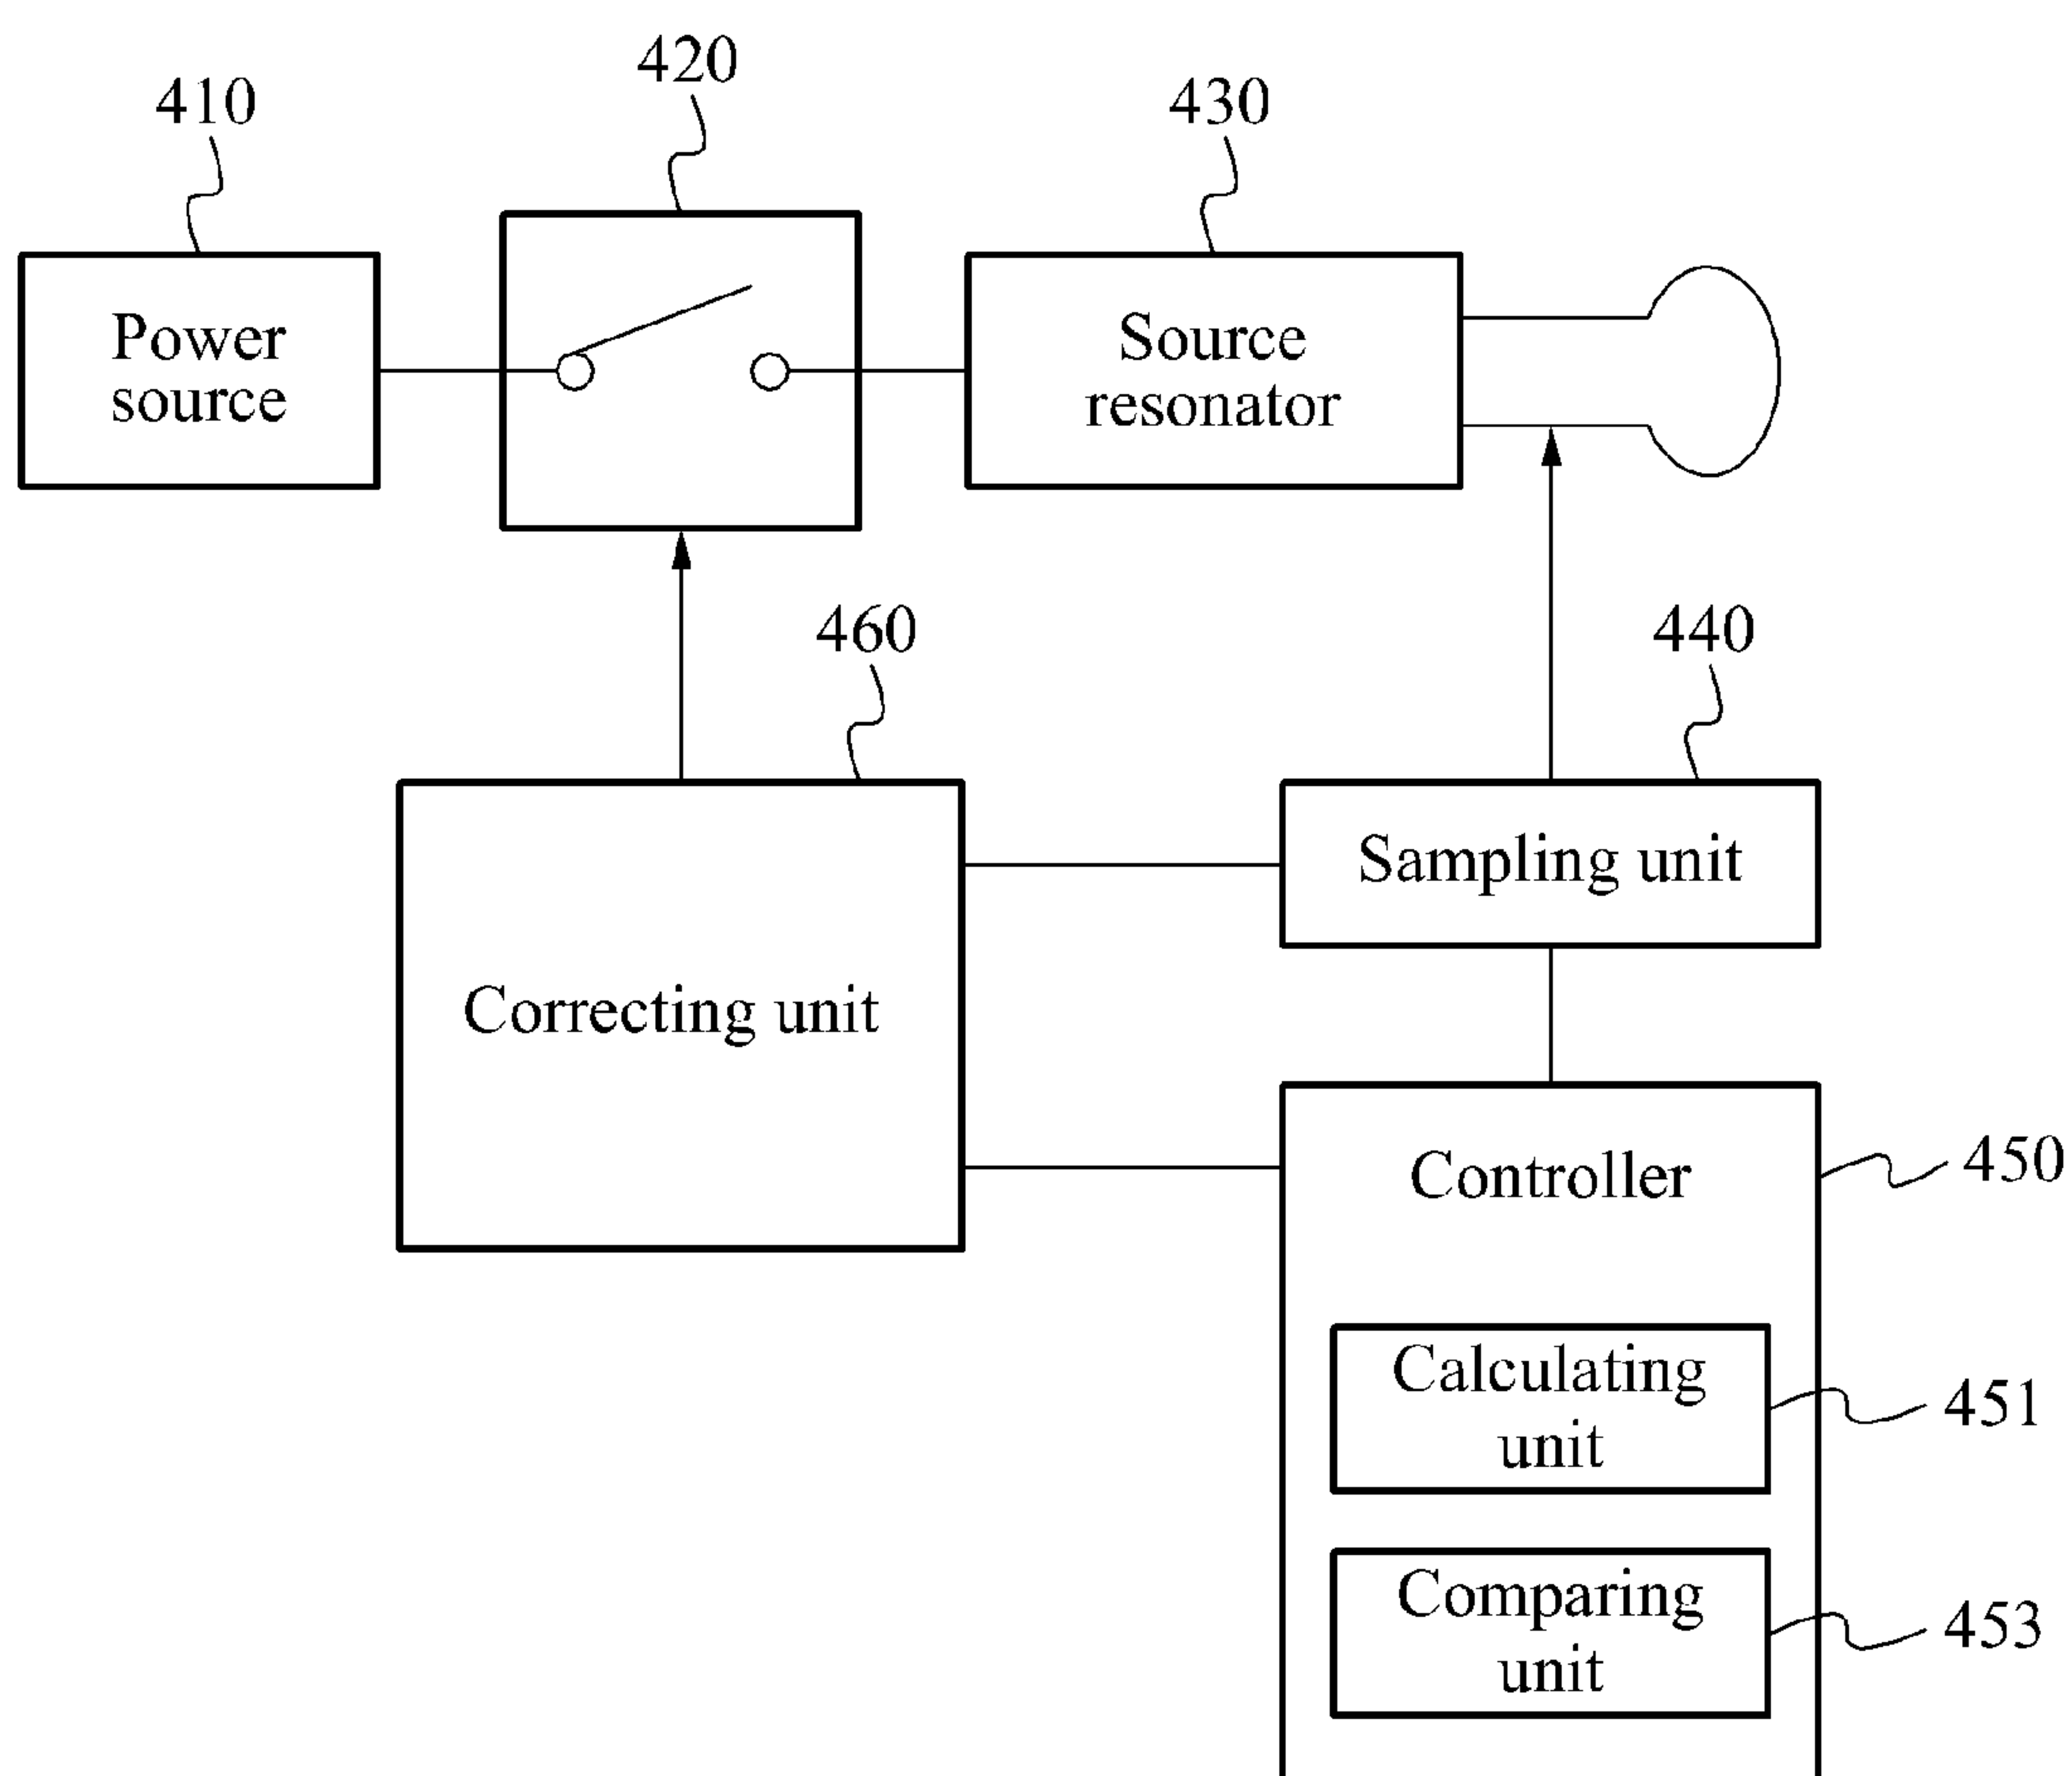 420
410
430
Power
source
Source
resonator
460
440
Sampling unit
Correcting unit
Controller
450
Calculating
unit
451
Comparing
unit
453